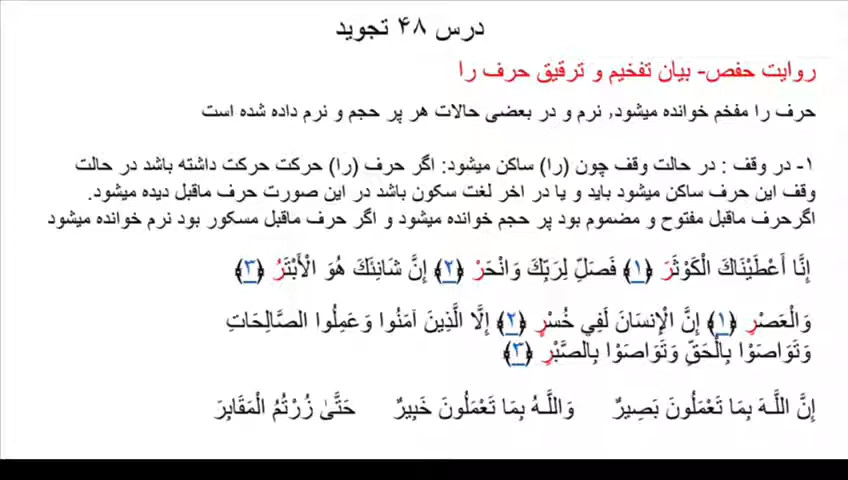 درس ۴۸ تجوید
روایت حفص- بیان تفخیم و ترقیق حرف را
حرف را مفخم خوانده میشود, نرم و در بعضی حالات هر پر حجم و نرم داده شده است
۱- در وقف : در حالت وقف چون (را) ساکن میشود: اگر حرف (را) حرکت حرکت داشته باشد در حالت
وقف این حرف ساکن میشود باید و یا در اخر لغت سکون باشد در این صورت حرف ماقبل دیده میشود.
اگرحرف ماقبل مفتوح و مضموم بود پر حجم خوانده میشود و اگر حرف ماقبل مسکور بود نرم خوانده میشود
إِنَّا أَعْطَيْنَاكَ الْكَوْثَرَ ﴿١﴾ فَصَلِّ لِرَبِّكَ وَانْحَرْ ﴿٢﴾ إِنَّ شَانِئَكَ هُوَ الْأَبْتَرُ ﴿٣﴾
وَالْعَصْرِ ﴿١﴾ إِنَّ الْإِنسَانَ لَفِي خُسْرٍ ﴿٢﴾ إِلَّا الَّذِينَ آمَنُوا وَعَمِلُوا الصَّالِحَاتِ
وَتَوَاصَوْا بِالْحَقِّ وَتَوَاصَوْا بِالصَّبْرِ ﴿٣﴾
إِنَّ اللَّـهَ بِمَا تَعْمَلُونَ بَصِيرٌ وَاللَّـهُ بِمَا تَعْمَلُونَ خَبِيرٌ حَتَّىٰ زُرْتُمُ الْمَقَابِرَ